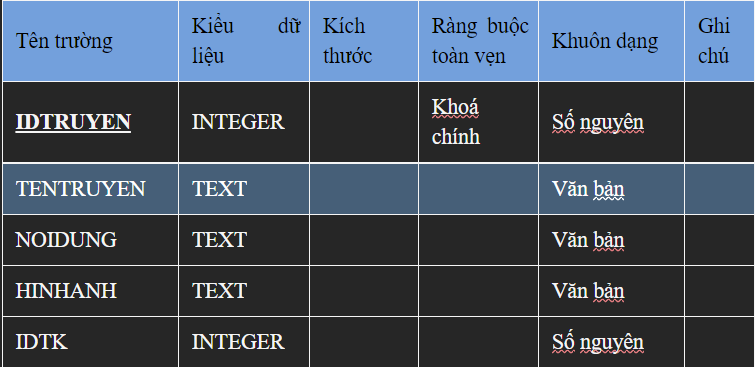 Tên trường Kiểu dữ liệu Kích thước Ràng buộc toàn vẹn Khuôn dạng Ghi chú
IDTRUYEN INTEGER Khoá chính Số nguyên
TENTRUYEN TEXT Văn bản
NOIDUNG TEXT Văn bản
HINHANH TEXT Văn bản
IDTK INTEGER Số nguyên